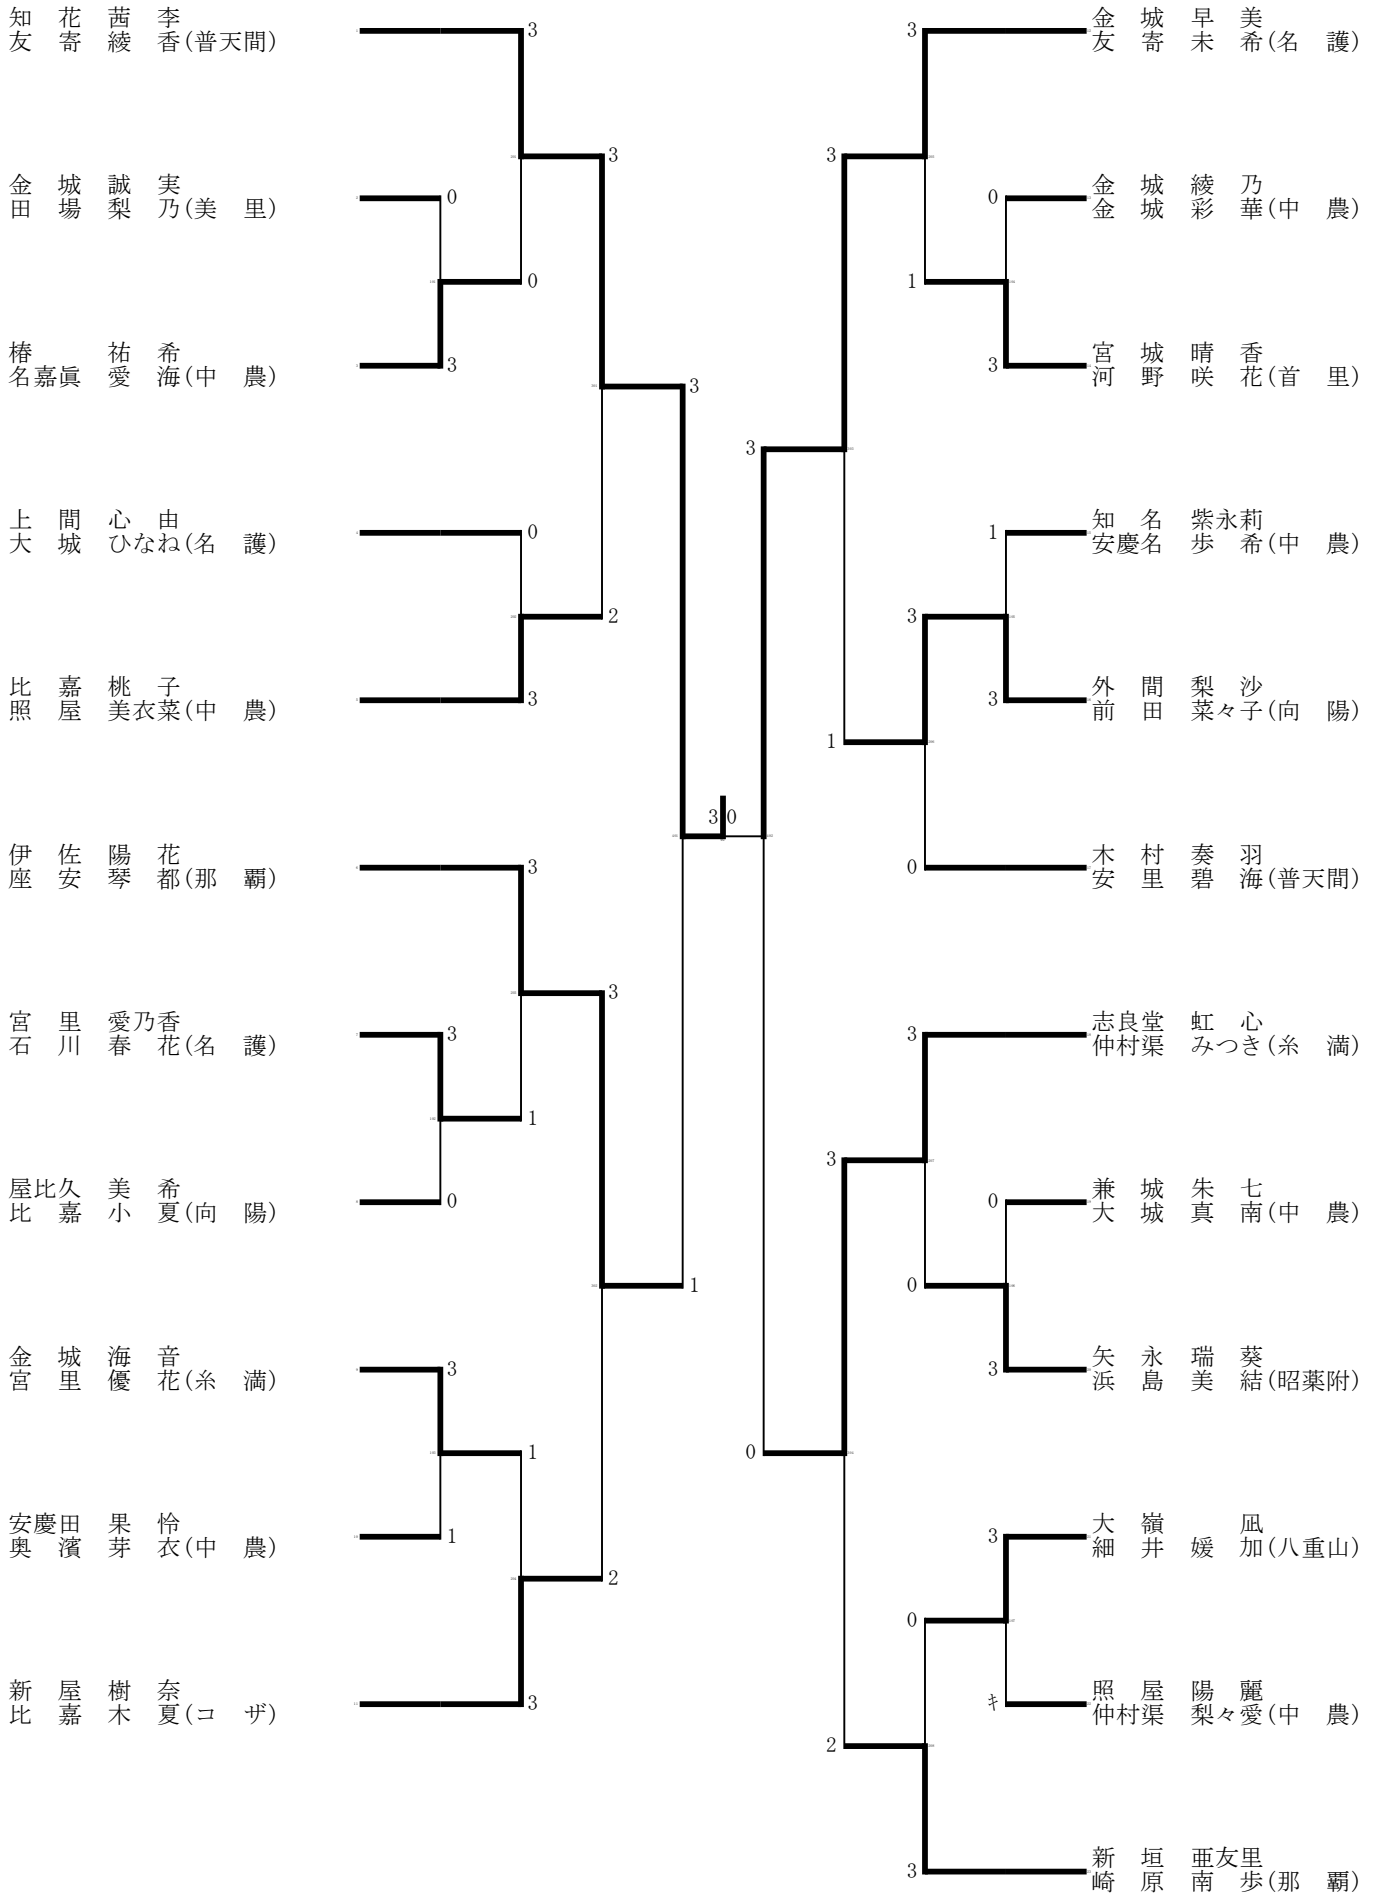 知　花　茜　李
友　寄　綾　香(普天間)
3
3
金　城　誠　実
田　場　梨　乃(美　里)
0
0
椿　　　祐　希
名嘉眞　愛　海(中　農)
3
3
上　間　心　由
大　城　ひなね(名　護)
0
2
比　嘉　桃　子
照　屋　美衣菜(中　農)
3
伊　佐　陽　花
座　安　琴　都(那　覇)
3
3
宮　里　愛乃香
石　川　春　花(名　護)
3
1
屋比久　美　希
比　嘉　小　夏(向　陽)
0
1
金　城　海　音
宮　里　優　花(糸　満)
3
1
安慶田　果　怜
奥　濱　芽　衣(中　農)
1
2
新　屋　樹　奈
比　嘉　木　夏(コ　ザ)
3
3 0
金　城　早　美
友　寄　未　希(名　護)
3
3
金　城　綾　乃
金　城　彩　華(中　農)
0
1
宮　城　晴　香
河　野　咲　花(首　里)
3
3
知　名　紫永莉
安慶名　歩　希(中　農)
1
3
外　間　梨　沙
前　田　菜々子(向　陽)
3
1
木　村　奏　羽
安　里　碧　海(普天間)
0
志良堂　虹　心
仲村渠　みつき(糸　満)
3
3
兼　城　朱　七
大　城　真　南(中　農)
0
0
矢　永　瑞　葵
浜　島　美　結(昭薬附)
3
0
大　嶺　　　凪
細　井　媛　加(八重山)
3
0
照　屋　陽　麗
仲村渠　梨々愛(中　農)
キ
2
新　垣　亜友里
崎　原　南　歩(那　覇)
3